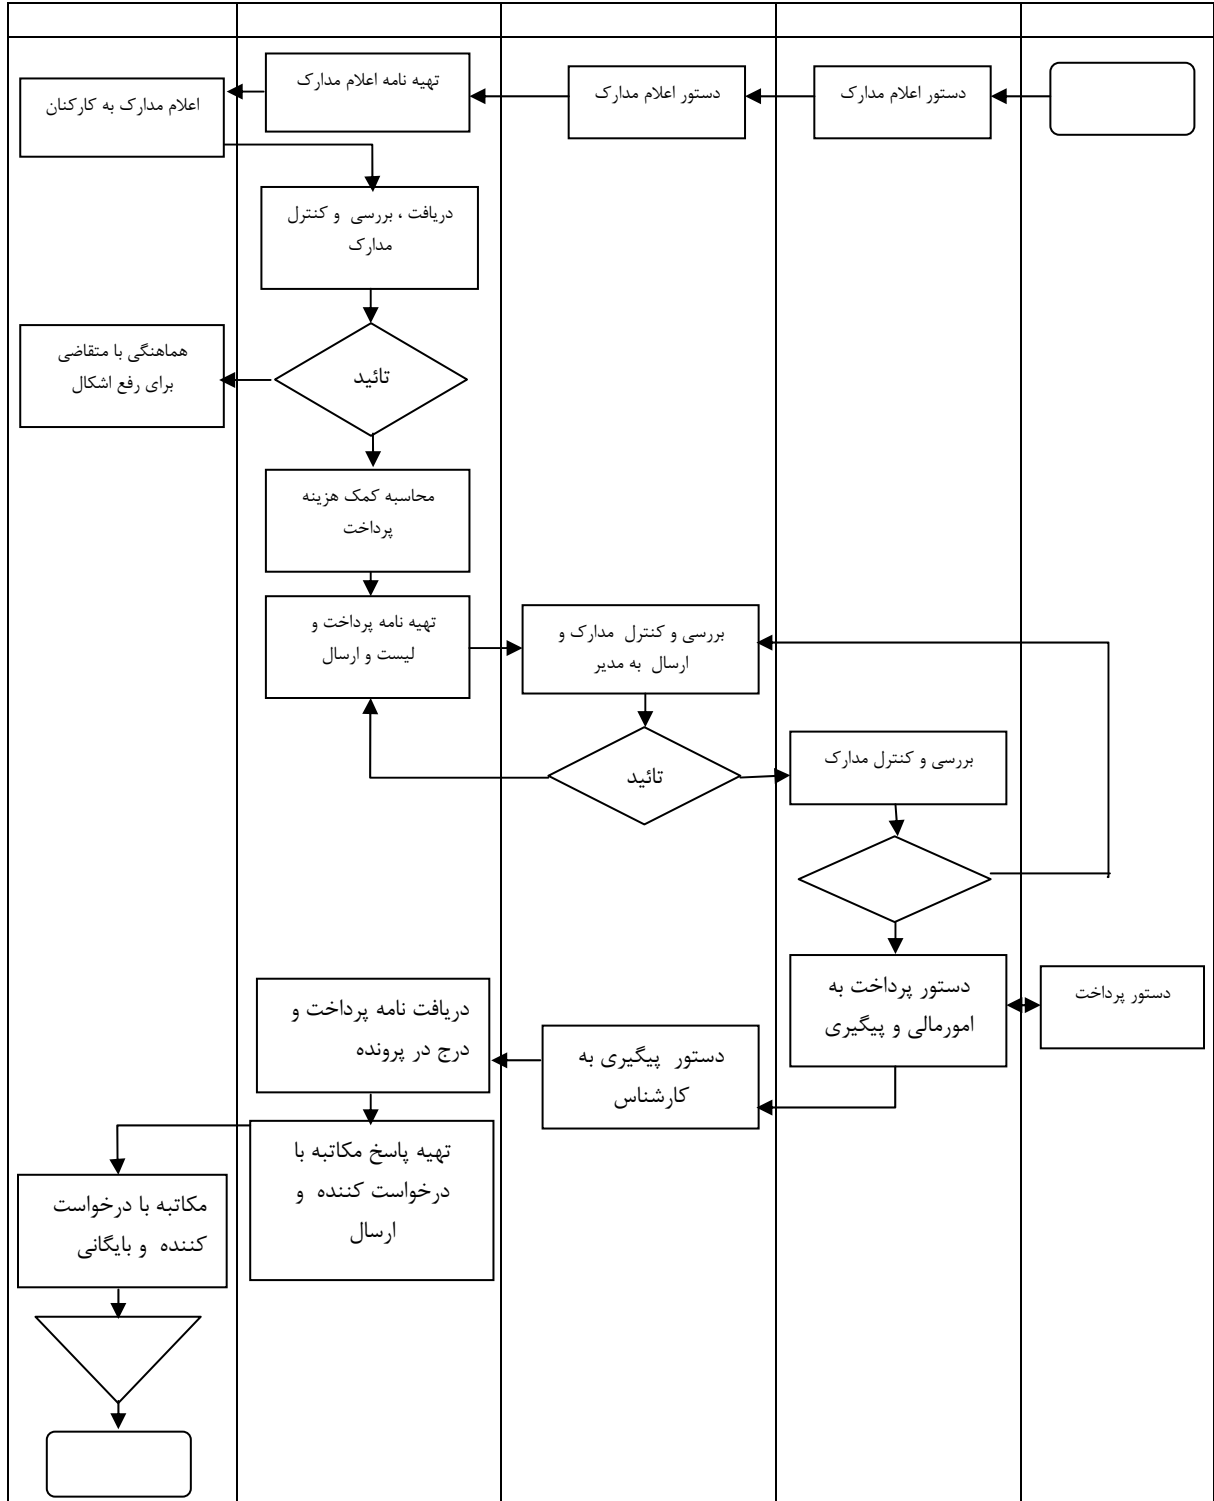 دستور اعلام مدارک
دستور اعلام مدارک
تهیه نامه اعلام مدارک
اعلام مدارک به کارکنان
دریافت ، بررسی و کنترل
مدارک
تائید
هماهنگی با متقاضی
برای رفع اشکال
محاسبه کمک هزینه
پرداخت
تهیه نامه پرداخت و
لیست و ارسال
بررسی و کنترل مدارک و
ارسال به مدیر
تائید
بررسی و کنترل مدارک
دستور پرداخت به
امورمالی و پیگیری
دستور پرداخت
دستور پیگیری به
کارشناس
دریافت نامه پرداخت و
درج در پرونده
تهیه پاسخ مکاتبه با
درخواست کننده و
ارسال
مکاتبه با درخواست
کننده و بایگانی